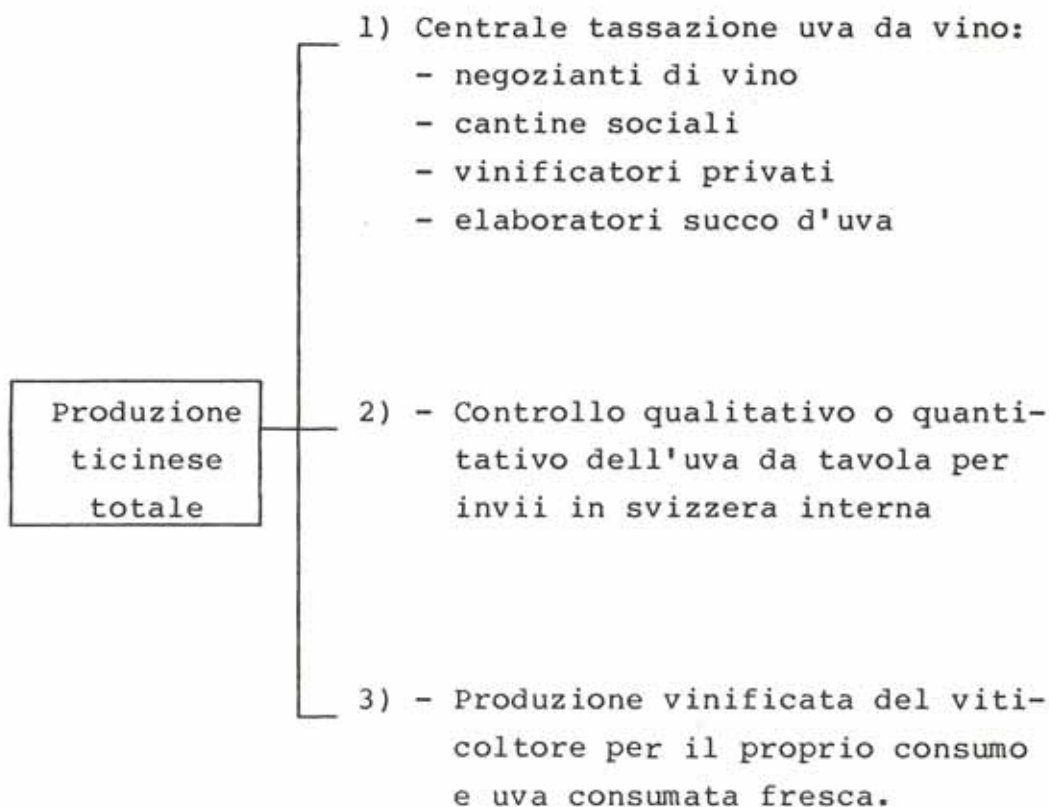 1) Centrale tassazione uva da vino:
- negozianti di vino
- cantine sociali
- vinificatori privati
- elaboratori succo d'uva
Produzione
ticinese
totale
2) - Controllo qualitativo o quanti-
tativo dell'uva da tavola per
invii in svizzera interna
3) - Produzione vinificata del viti-
coltore per il proprio consumo
e uva consumata fresca.